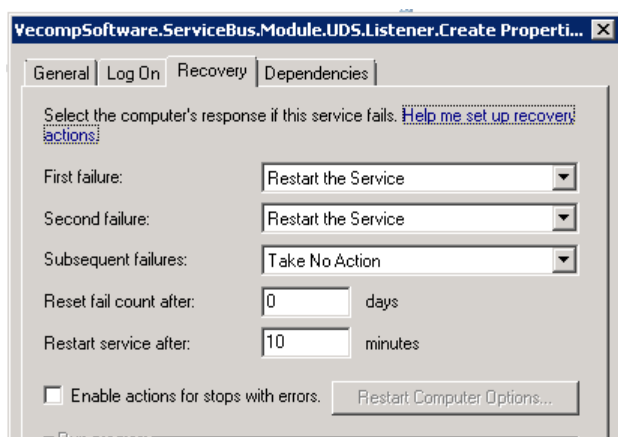 VecompSoftware.ServiceBus.Module.UDS.Listener.Create Properti...
General Log On Recovery Dependencies
Select the computer's response if this service fails. Help me set up recovery
actions.
First failure: Restart the Service
Second failure: Restart the Service
Subsequent failures: Take No Action
Reset fail count after: 0 days
Restart service after: 10 minutes
Enable actions for stops with errors. Restart Computer Options...